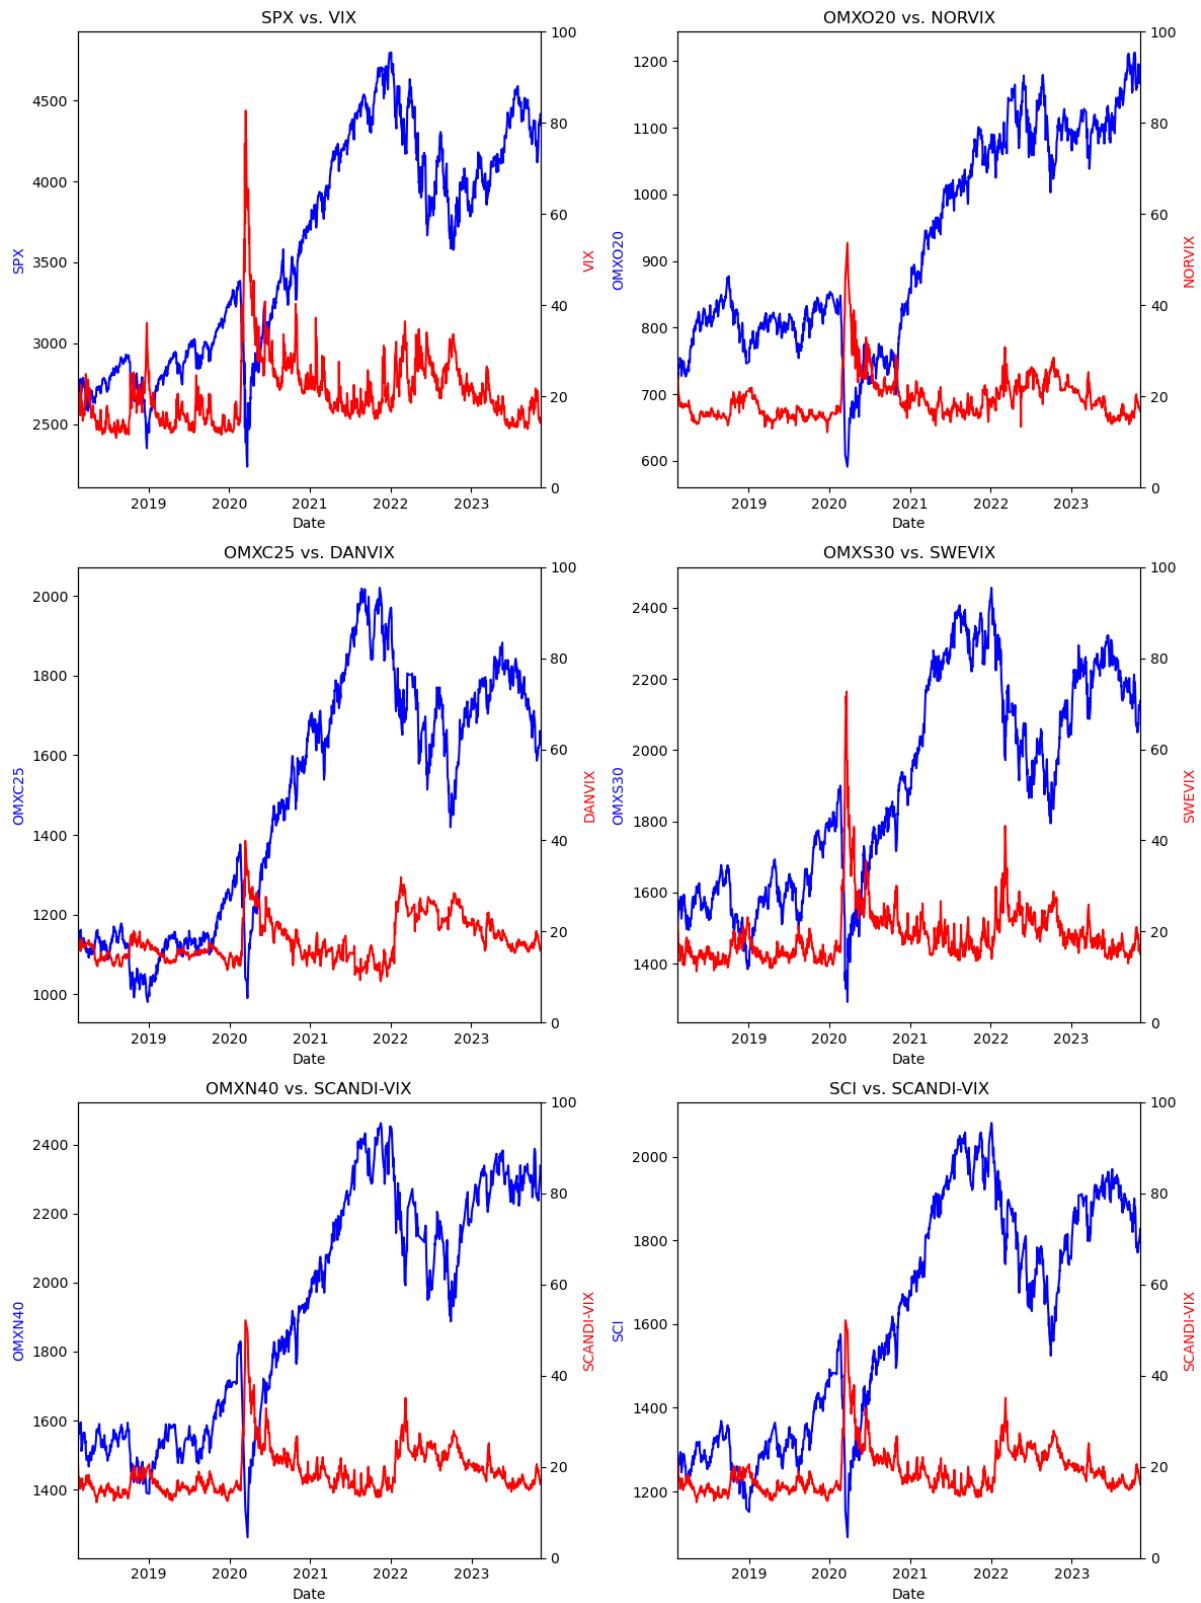 SPX vs. VIX
100
4500
80
4000
60
SPX
3500
VIX
40
3000
20
2500
0
2019 2020 2021 2022 2023
Date
OMXO20 vs. NORVIX
100
1200
1100
80
1000
60
OMXO20
900
NORVIX
800
40
700
20
600
0
2019 2020 2021 2022 2023
Date
OMXC25 vs. DANVIX
100
2000
80
1800
1600
60
OMXC25
DANVIX
1400
40
1200
20
1000
0
2019 2020 2021 2022 2023
Date
OMXS30 vs. SWEVIX
100
2400
80
2200
60
2000
OMXS30
SWEVIX
1800
40
1600
20
1400
0
2019 2020 2021 2022 2023
Date
OMXN40 vs. SCANDI-VIX
100
2400
80
2200
60
2000
OMXN40
SCANDI-VIX
1800
40
1600
20
1400
0
2019 2020 2021 2022 2023
Date
SCI vs. SCANDI-VIX
100
2000
80
1800
60
1600
SCI
SCANDI-VIX
40
1400
20
1200
0
2019 2020 2021 2022 2023
Date